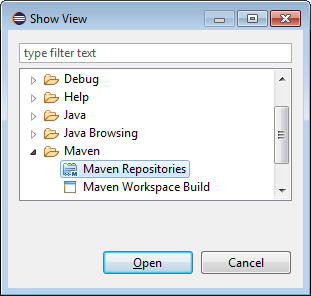 Show View
type filter text
Debug
Help
Java
Java Browsing
Maven
Maven Repositories
Maven Workspace Build
Open
Cancel